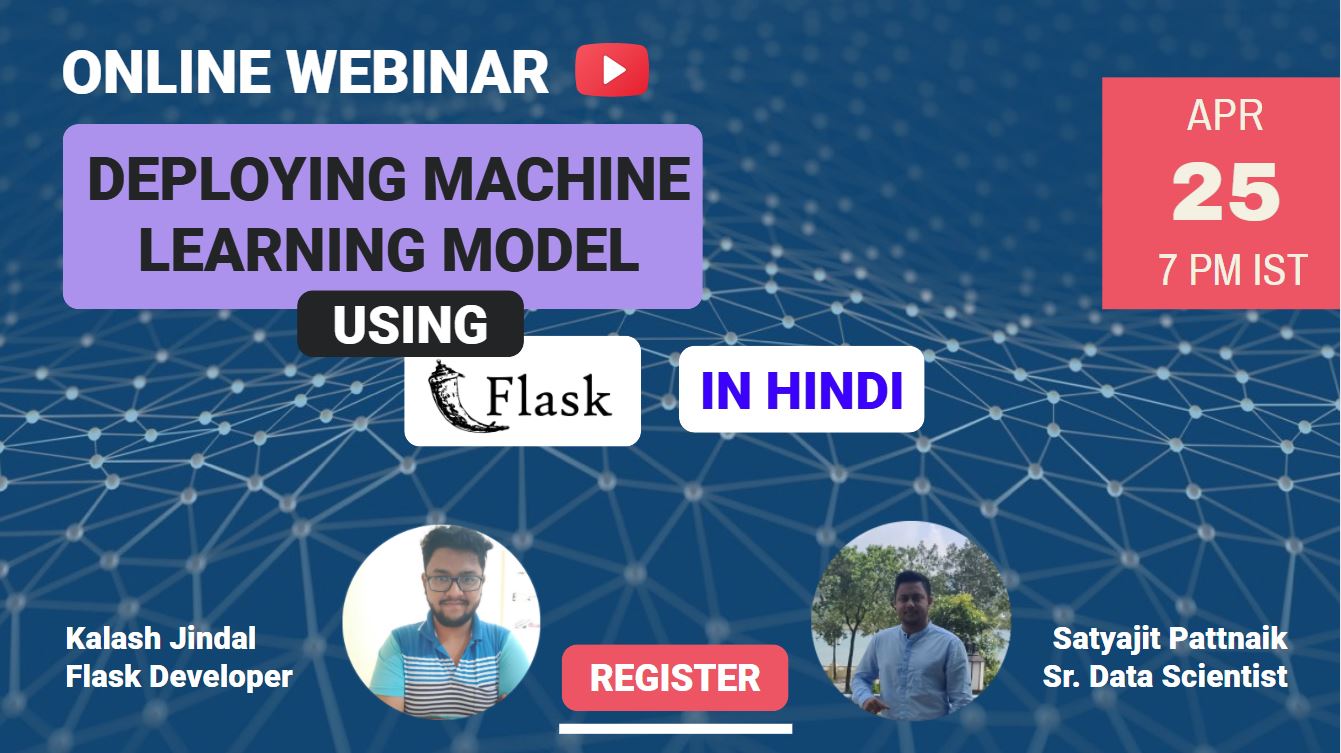 ONLINE WEBINAR
DEPLOYING MACHINE
LEARNING MODEL
USING
Flask
IN HINDI
APR
25
7 PM IST
Kalash Jindal
Flask Developer
REGISTER
Satyajit Pattnaik
Sr. Data Scientist